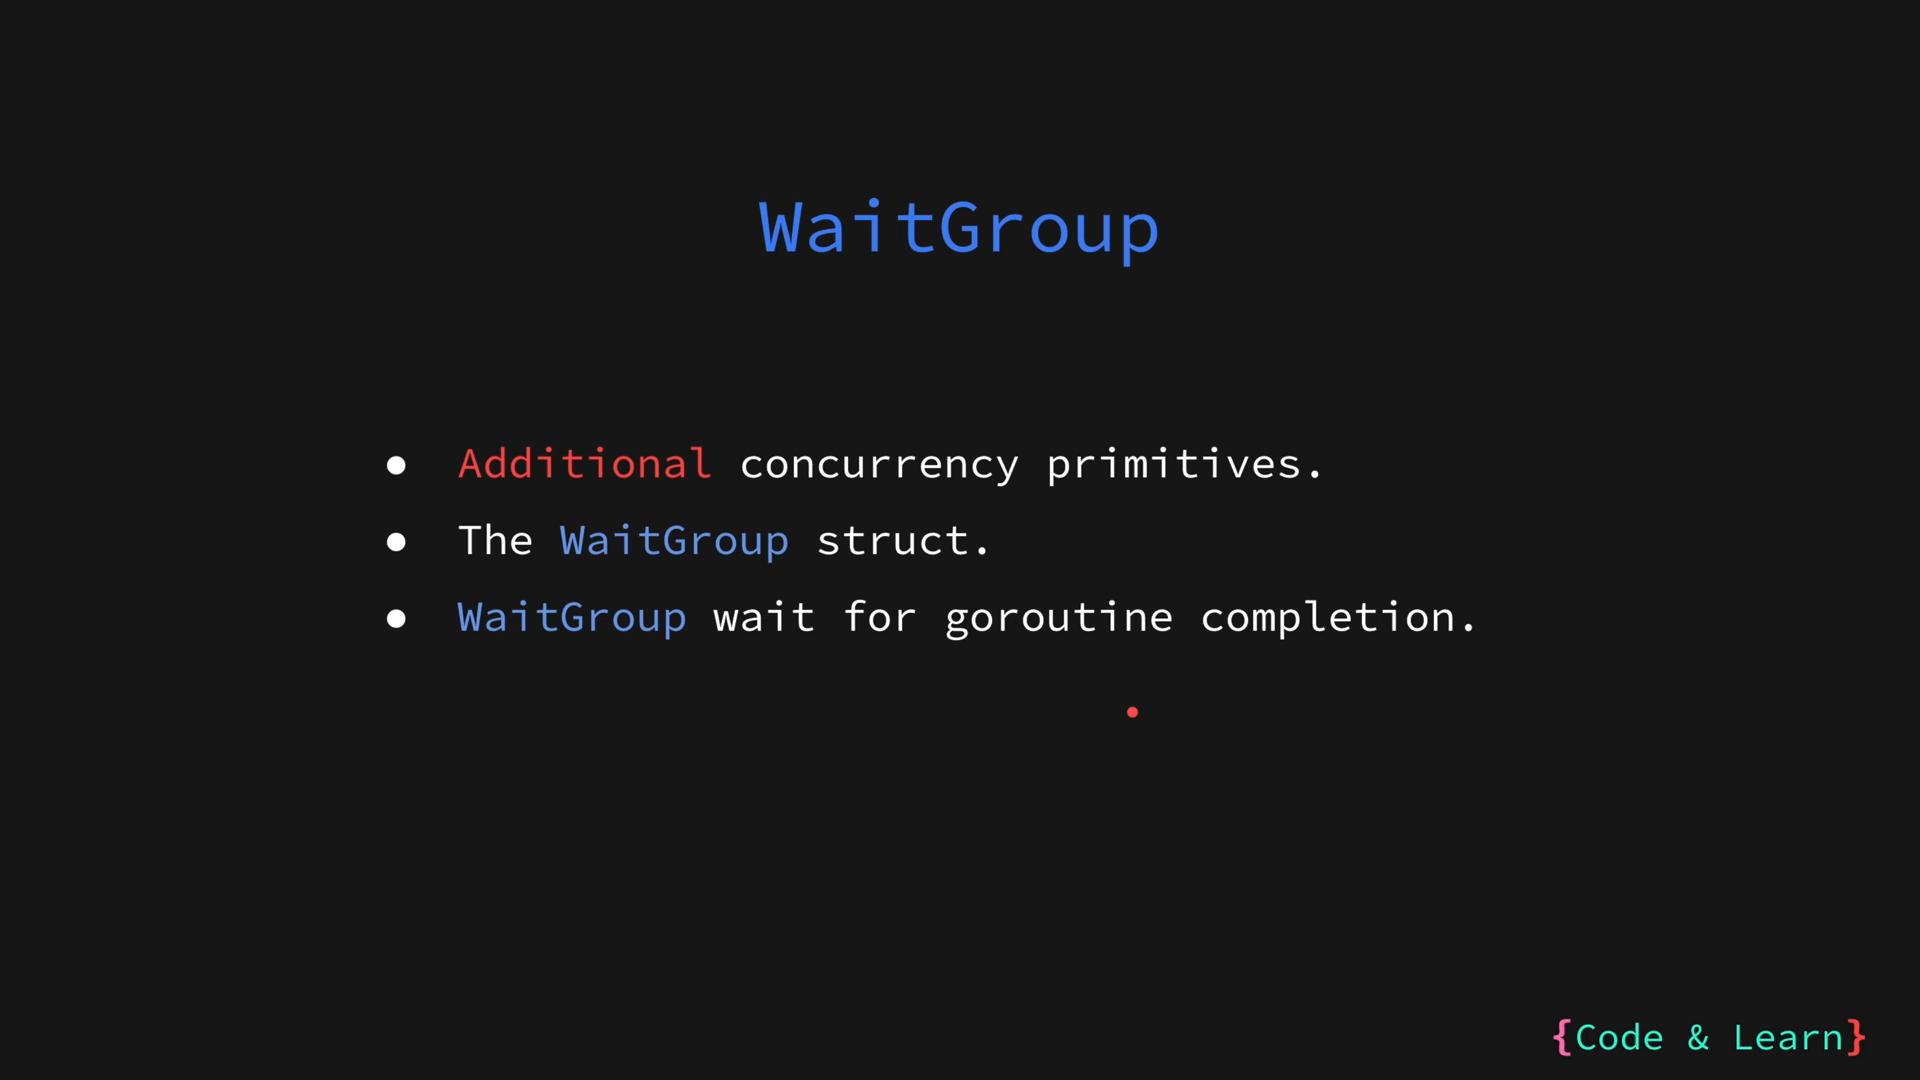 WaitGroup
● Additional concurrency primitives.
● The WaitGroup struct.
● WaitGroup wait for goroutine completion.
{Code & Learn}